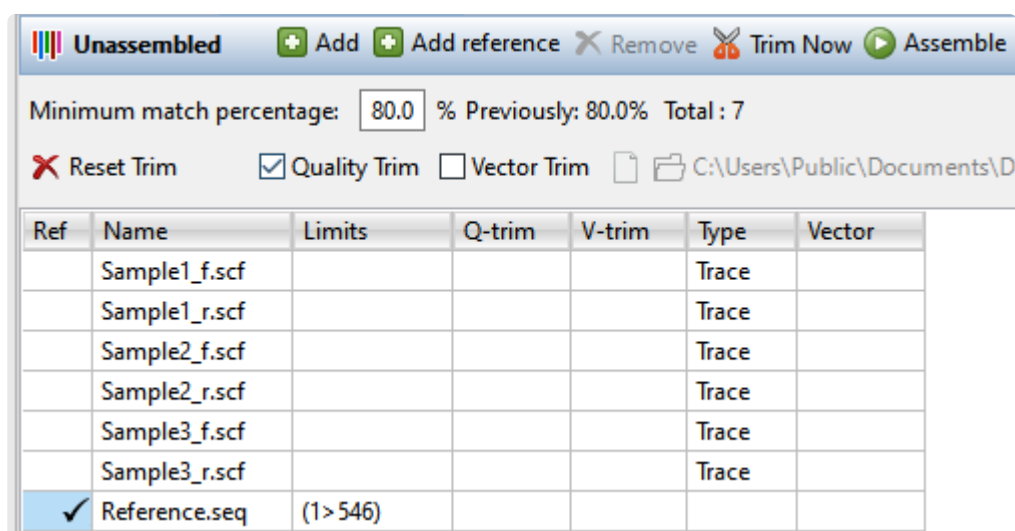 Unassembled Add Add reference Remove Trim Now Assemble
Minimum match percentage: 80.0 % Previously: 80.0% Total : 7
Reset Trim Quality Trim Vector Trim C:\Users\Public\Documents\D
Ref Name Limits Q-trim V-trim Type Vector
Sample1_f.scf Trace
Sample1_r.scf Trace
Sample2_f.scf Trace
Sample2_r.scf Trace
Sample3_f.scf Trace
Sample3_r.scf Trace
Reference.seq (1>546)